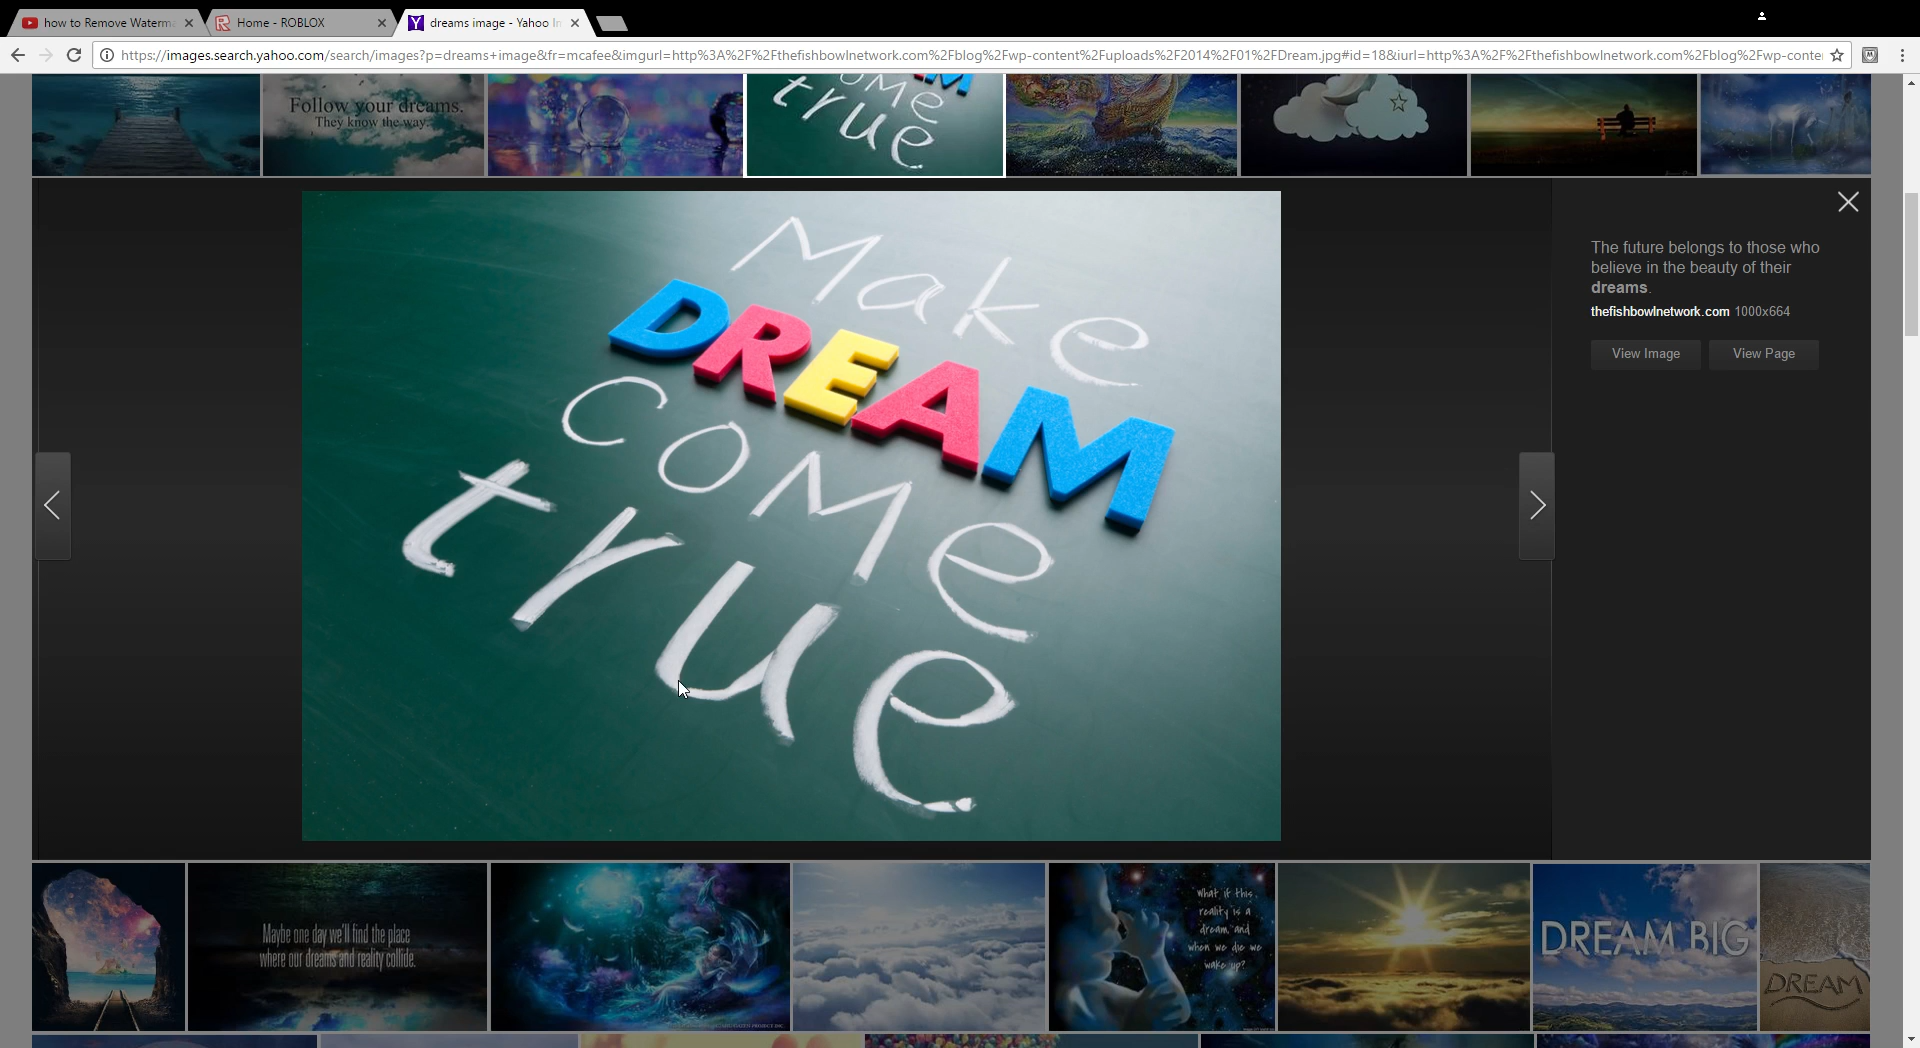 how to Remove Waterm
Home - ROBLOX
dreams image - Yahoo I
https://images.search.yahoo.com/search/images?p=dreams+image&fr=mcafee&imgurl=http%3A%2F%2Fthefishbowlnetwork.com%2Fblog%2Fwp-content%2Fuploads%2F2014%2F01%2FDream.jpg#id=18&iurl=http%3A%2F%2Fthefishbowlnetwork.com%2Fblog%2Fwp-conte
Follow your dreams.
They know the way.
OME
true
Make
DREAM
COME
true
The future belongs to those who
believe in the beauty of their
dreams.
thefishbowlnetwork.com 1000x664
View Image
View Page
Maybe one day we'll find the place
where our dreams and reality collide.
What if this
reality is a
dream, and
when we die we
wake up?
DREAM BIG
DREAM